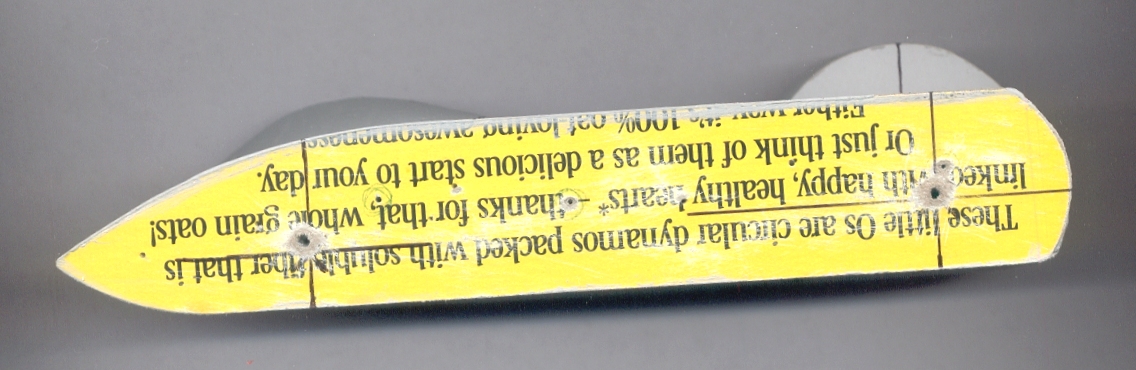 These little Os are circular dynamos packed with soluble fiber that is
linked with happy, healthy hearts* — thanks for that, whole grain oats!
Or just think of them as a delicious start to your day.
Either way, it's 100% oat-loving awesomeness